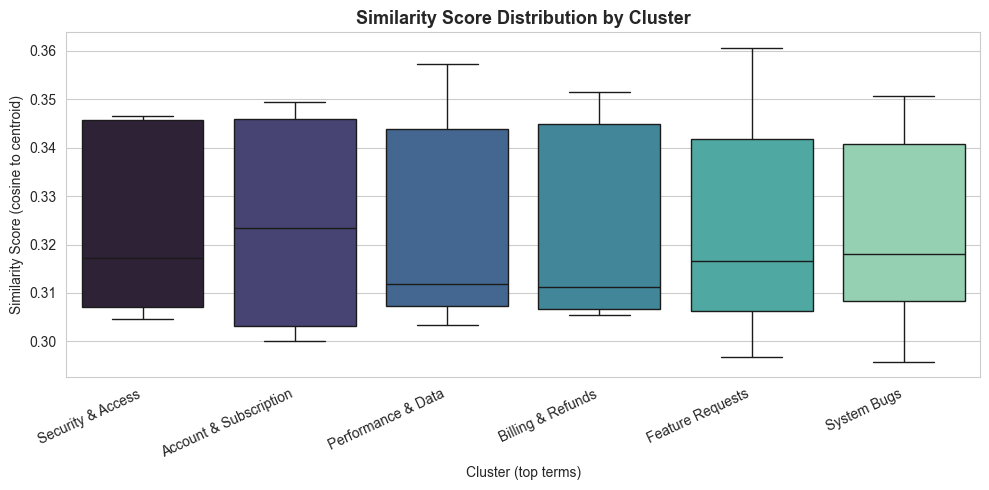 Similarity Score Distribution by Cluster
Similarity Score (cosine to centroid)
0.36
0.35
0.34
0.33
0.32
0.31
0.30
Security & Access
Account & Subscription
Performance & Data
Billing & Refunds
Feature Requests
System Bugs
Cluster (top terms)